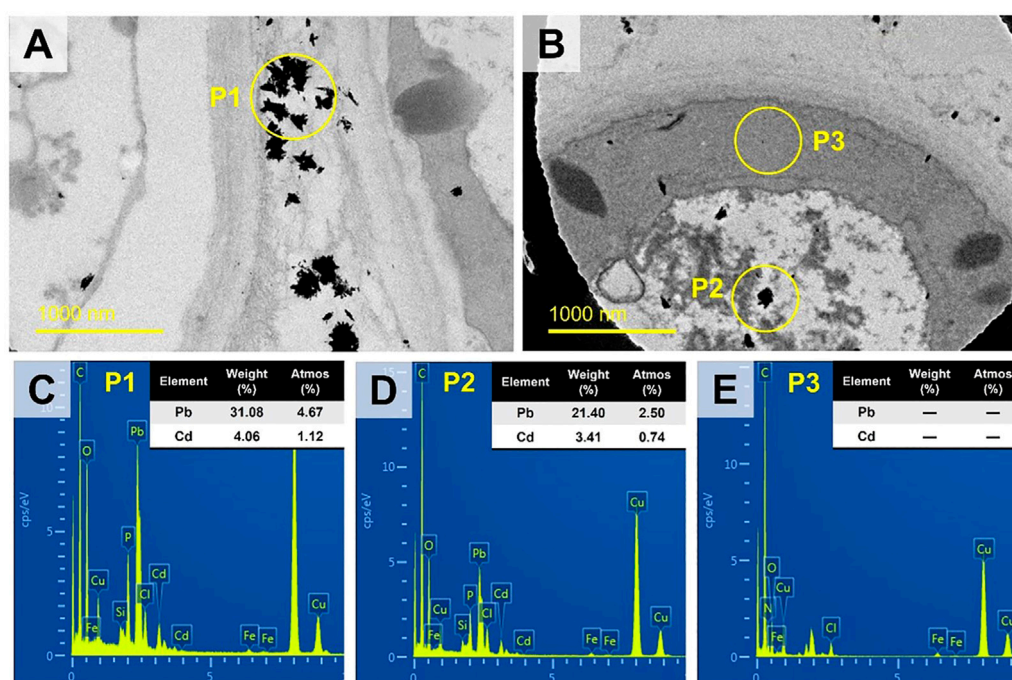 A
P1
1000 nm
B
P3
P2
1000 nm
C
P1
Element Weight (%) Atmos (%)
Pb 31.08 4.67
Cd 4.06 1.12
C
O
Pb
P
Cu
Cd
Cl
Si
Fe
Cd
Fe
Fe
Cu
cps/eV
10
5
0
5
D
P2
Element Weight (%) Atmos (%)
Pb 21.40 2.50
Cd 3.41 0.74
C
Cu
O
Pb
Cd
P
Cu
Cl
Si
Fe
Cd
Fe
Fe
Cu
cps/eV
15
10
5
0
5
E
P3
Element Weight (%) Atmos (%)
Pb — —
Cd — —
C
Cu
O
Cu
N
Fe
Cl
Fe
Fe
Cu
cps/eV
15
10
5
0
5